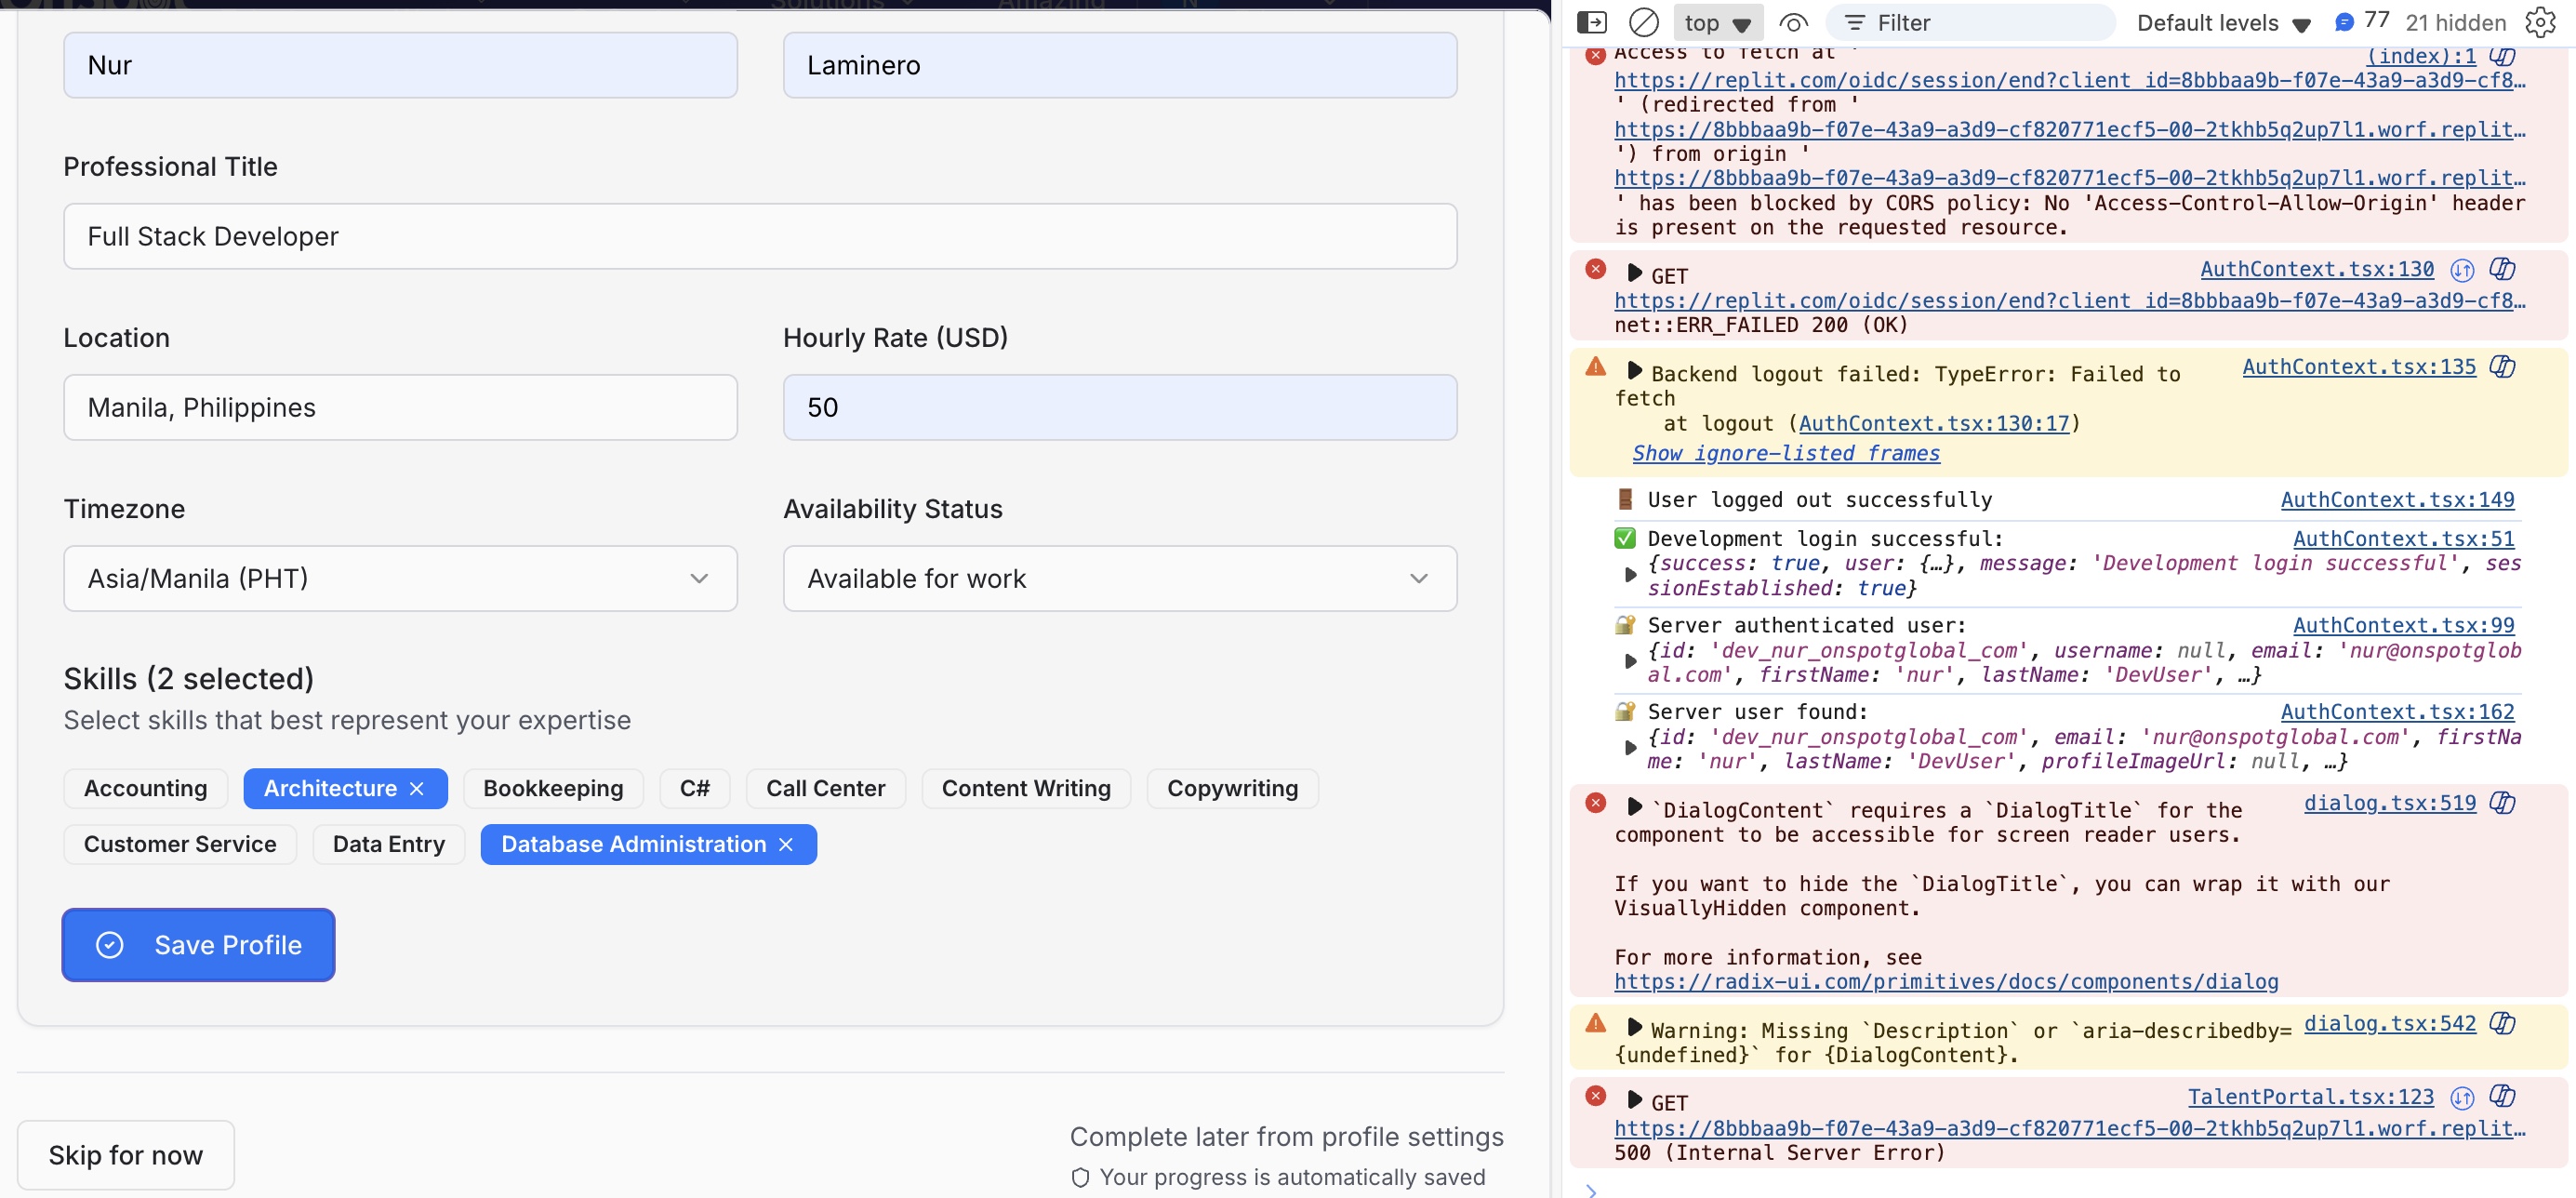 Solutions
Amazing
N
Nur
Laminero
Professional Title
Full Stack Developer
Location
Hourly Rate (USD)
Manila, Philippines
50
Timezone
Availability Status
Asia/Manila (PHT)
Available for work
Skills (2 selected)
Select skills that best represent your expertise
Accounting
Architecture ×
Bookkeeping
C#
Call Center
Content Writing
Copywriting
Customer Service
Data Entry
Database Administration ×
Save Profile
Skip for now
Complete later from profile settings
Your progress is automatically saved
top
Filter
Default levels
77
21 hidden
Access to fetch at '
(index):1
https://replit.com/oidc/session/end?client_id=8bbbaa9b-f07e-43a9-a3d9-cf8…
' (redirected from '
https://8bbbaa9b-f07e-43a9-a3d9-cf820771ecf5-00-2tkhb5q2up7l1.worf.replit…
') from origin '
https://8bbbaa9b-f07e-43a9-a3d9-cf820771ecf5-00-2tkhb5q2up7l1.worf.replit…
' has been blocked by CORS policy: No 'Access-Control-Allow-Origin' header
is present on the requested resource.
GET
AuthContext.tsx:130
https://replit.com/oidc/session/end?client_id=8bbbaa9b-f07e-43a9-a3d9-cf8…
net::ERR_FAILED 200 (OK)
Backend logout failed: TypeError: Failed to
AuthContext.tsx:135
fetch
at logout (AuthContext.tsx:130:17)
Show ignore-listed frames
User logged out successfully
AuthContext.tsx:149
Development login successful:
AuthContext.tsx:51
{success: true, user: {…}, message: 'Development login successful', ses
sionEstablished: true}
Server authenticated user:
AuthContext.tsx:99
{id: 'dev_nur_onspotglobal_com', username: null, email: 'nur@onspotglob
al.com', firstName: 'nur', lastName: 'DevUser', …}
Server user found:
AuthContext.tsx:162
{id: 'dev_nur_onspotglobal_com', email: 'nur@onspotglobal.com', firstNa
me: 'nur', lastName: 'DevUser', profileImageUrl: null, …}
`DialogContent` requires a `DialogTitle` for the
dialog.tsx:519
component to be accessible for screen reader users.
If you want to hide the `DialogTitle`, you can wrap it with our
VisuallyHidden component.
For more information, see
https://radix-ui.com/primitives/docs/components/dialog
Warning: Missing `Description` or `aria-describedby=
dialog.tsx:542
{undefined}` for {DialogContent}.
GET
TalentPortal.tsx:123
https://8bbbaa9b-f07e-43a9-a3d9-cf820771ecf5-00-2tkhb5q2up7l1.worf.replit…
500 (Internal Server Error)